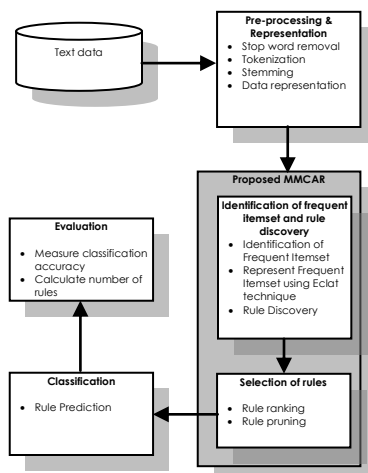 Text data
Pre-processing &
Representation
• Stop word removal
• Tokenization
• Stemming
• Data representation
Proposed MMCAR
Identification of frequent
itemset and rule
discovery
• Identification of
Frequent Itemset
• Represent Frequent
Itemset using Eclat
technique
• Rule Discovery
Selection of rules
• Rule ranking
• Rule pruning
Classification
• Rule Prediction
Evaluation
• Measure classification
accuracy
• Calculate number of
rules